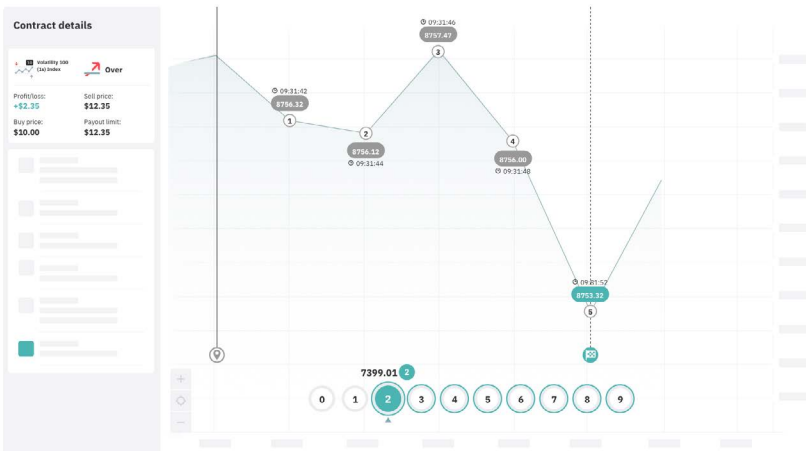 Contract details
Volatility 100
(1s) Index
Over
Profit/loss:
Sell price:
+$2.35
$12.35
Buy price:
Payout limit:
$10.00
$12.35
09:31:46
8757.47
3
09:31:42
8756.32
1
2
8756.12
09:31:44
4
8756.00
09:31:48
8753.32
5
7399.01 2
0 1 2 3 4 5 6 7 8 9